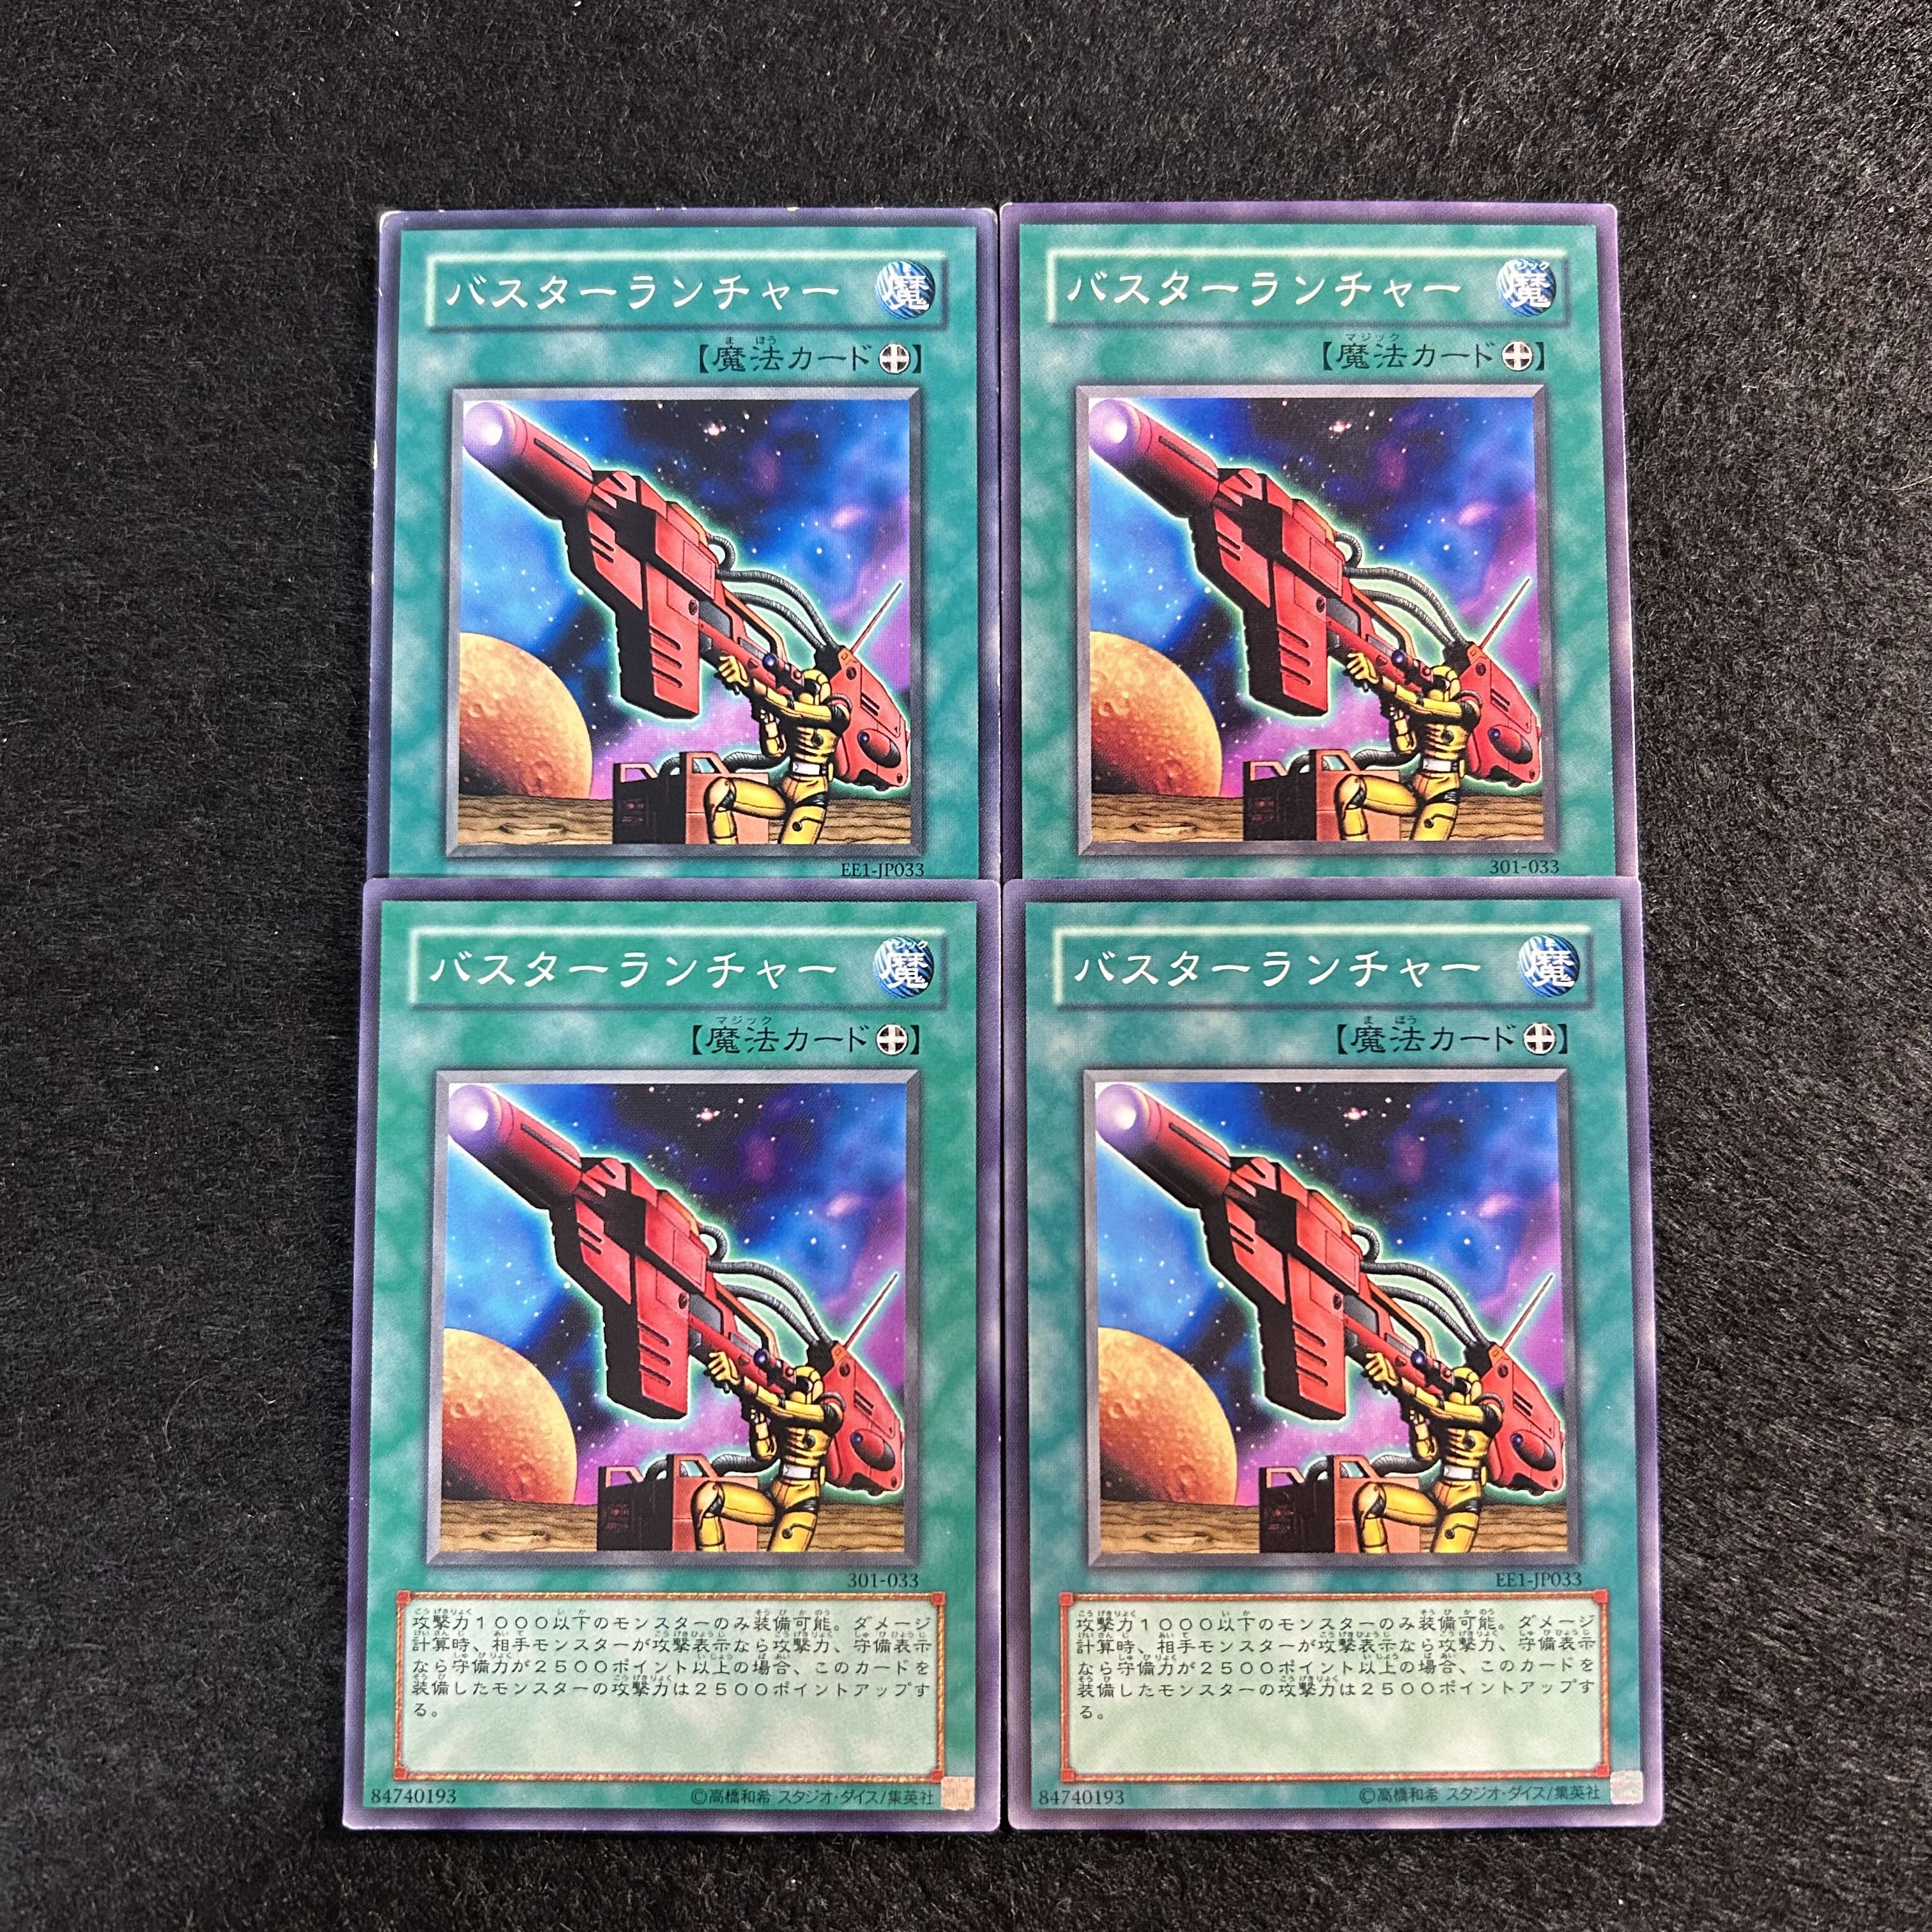 バスターランチャー
魔
【魔法カード】
まほう
EE1-JP033
バスターランチャー
魔
マジック
【魔法カード】
301-033
バスターランチャー
魔
マジック
【魔法カード】
301-033
攻撃力1000以下のモンスターのみ装備可能。ダメージ
計算時、相手モンスターが攻撃表示なら攻撃力、守備表示
なら守備力が2500ポイント以上の場合、このカードを
装備したモンスターの攻撃力は2500ポイントアップす
る。
84740193
©高橋和希 スタジオ・ダイス/集英社
バスターランチャー
魔
まほう
【魔法カード】
EE1-JP033
攻撃力1000以下のモンスターのみ装備可能。ダメージ
計算時、相手モンスターが攻撃表示なら攻撃力、守備表示
なら守備力が2500ポイント以上の場合、このカードを
装備したモンスターの攻撃力は2500ポイントアップす
る。
84740193
©高橋和希 スタジオ・ダイス/集英社